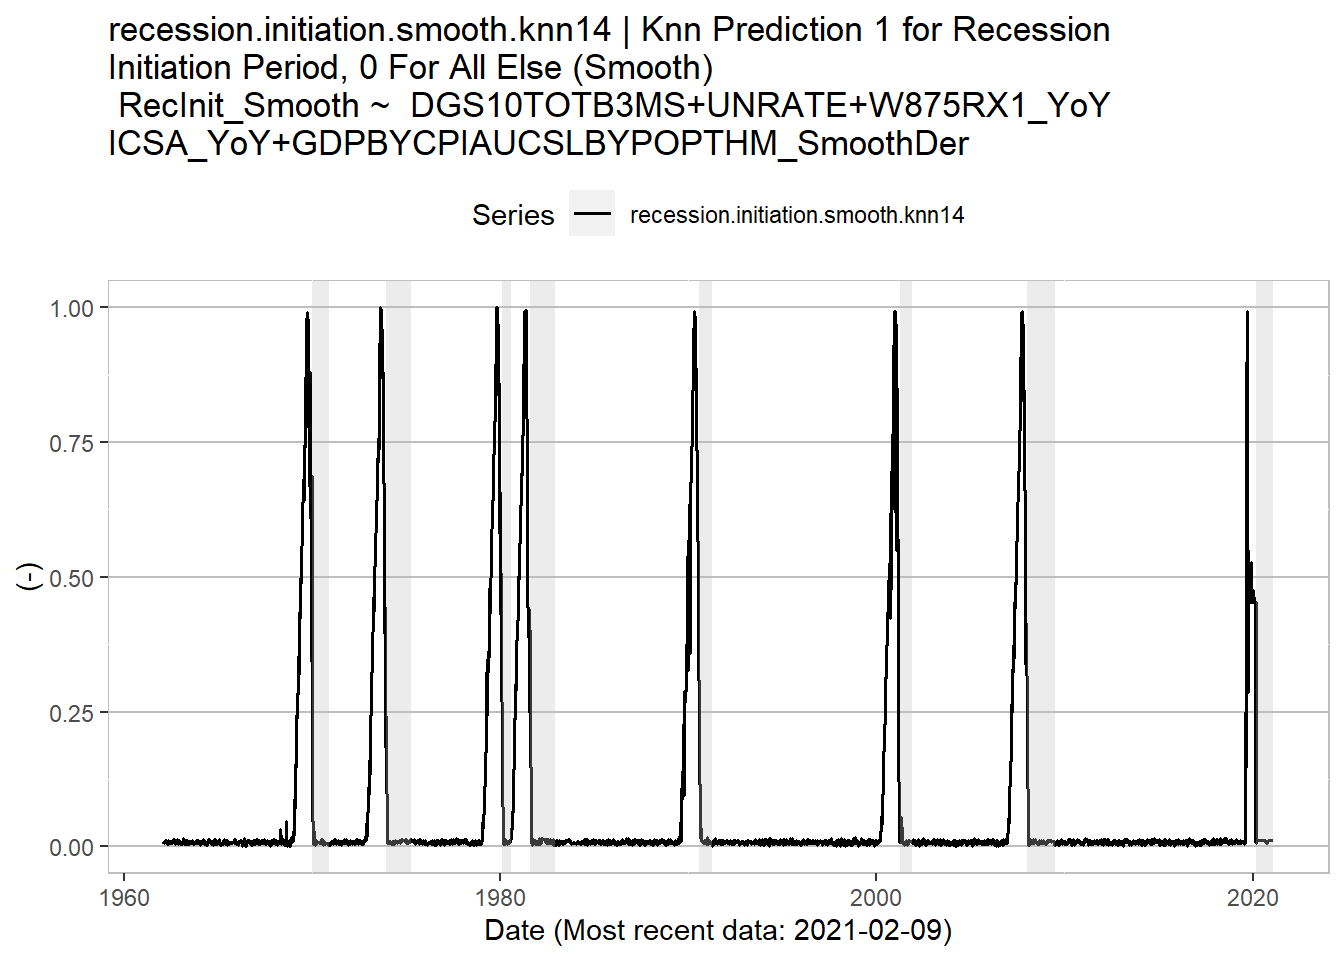 recession.initiation.smooth.knn14 | Knn Prediction 1 for Recession
Initiation Period, 0 For All Else (Smooth)
RecInit_Smooth ~ DGS10TOTB3MS+UNRATE+W875RX1_YoY
ICSA_YoY+GDPBYCPIAUCSLBYPOPTHM_SmoothDer
Series recession.initiation.smooth.knn14
1.00
0.75
0.50
0.25
0.00
(-)
1960 1980 2000 2020
Date (Most recent data: 2021-02-09)